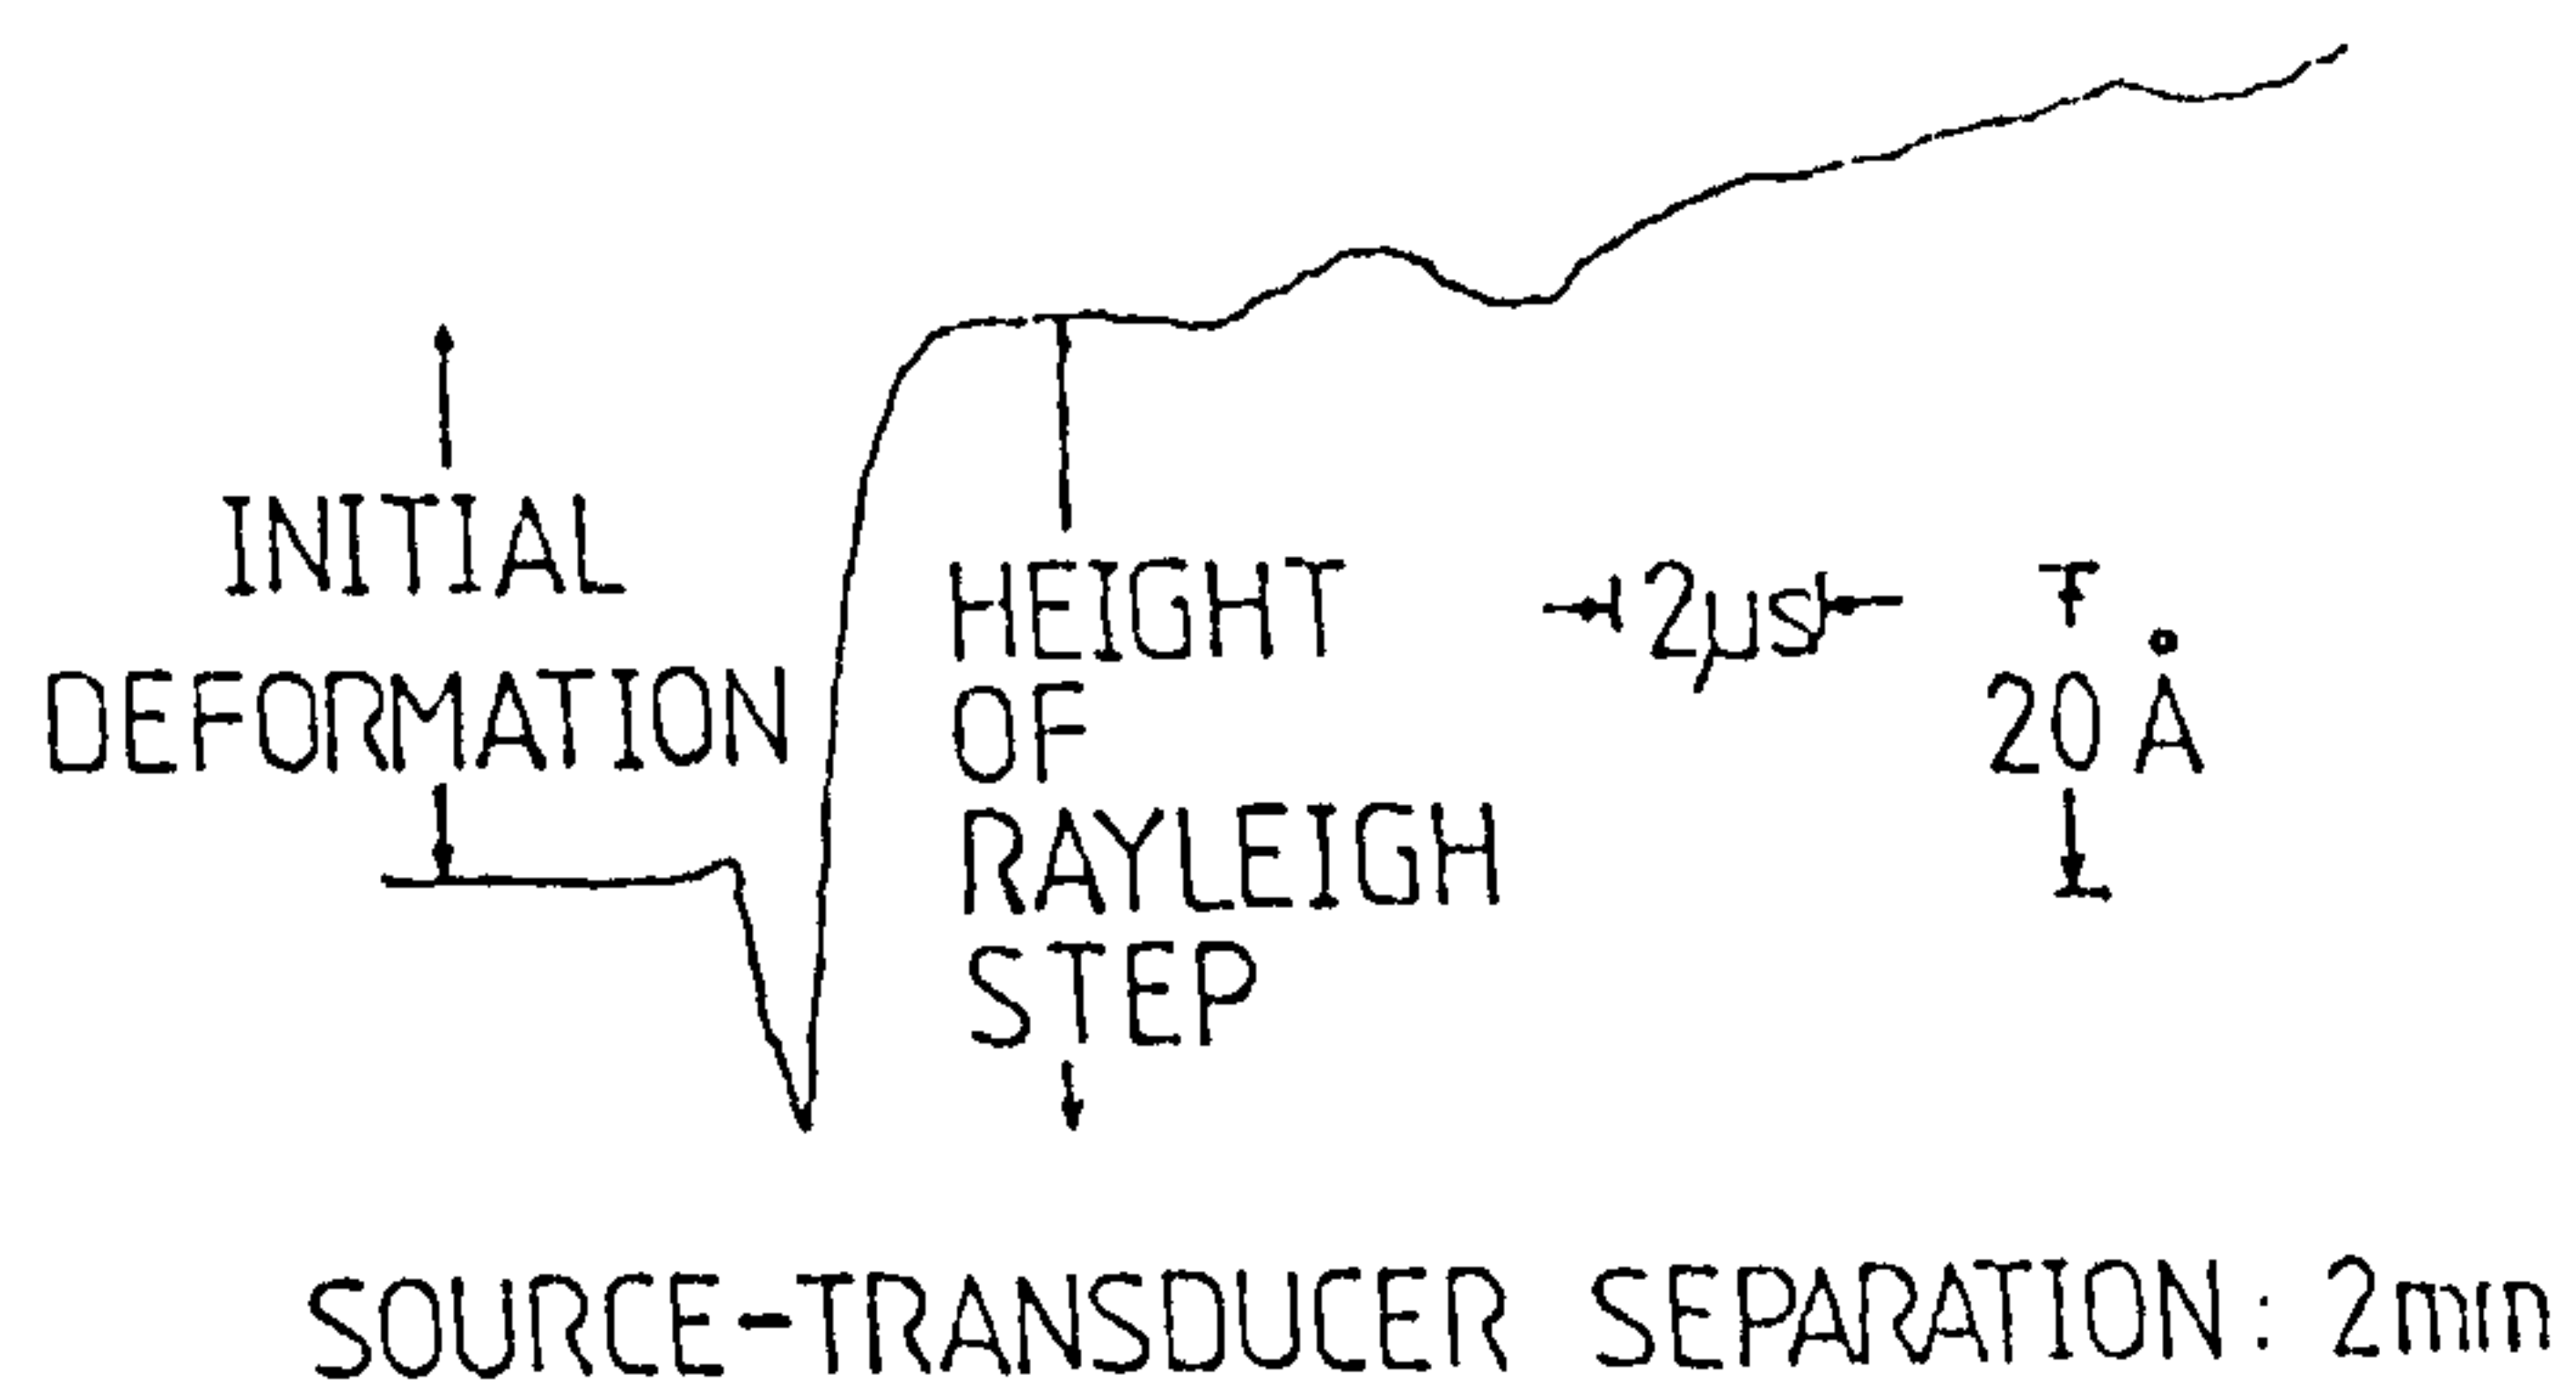 INITIAL
DEFORMATION
HEIGHT
OF
RAYLEIGH
STEP
2μs
20 Å
SOURCE-TRANSDUCER SEPARATION: 2mm